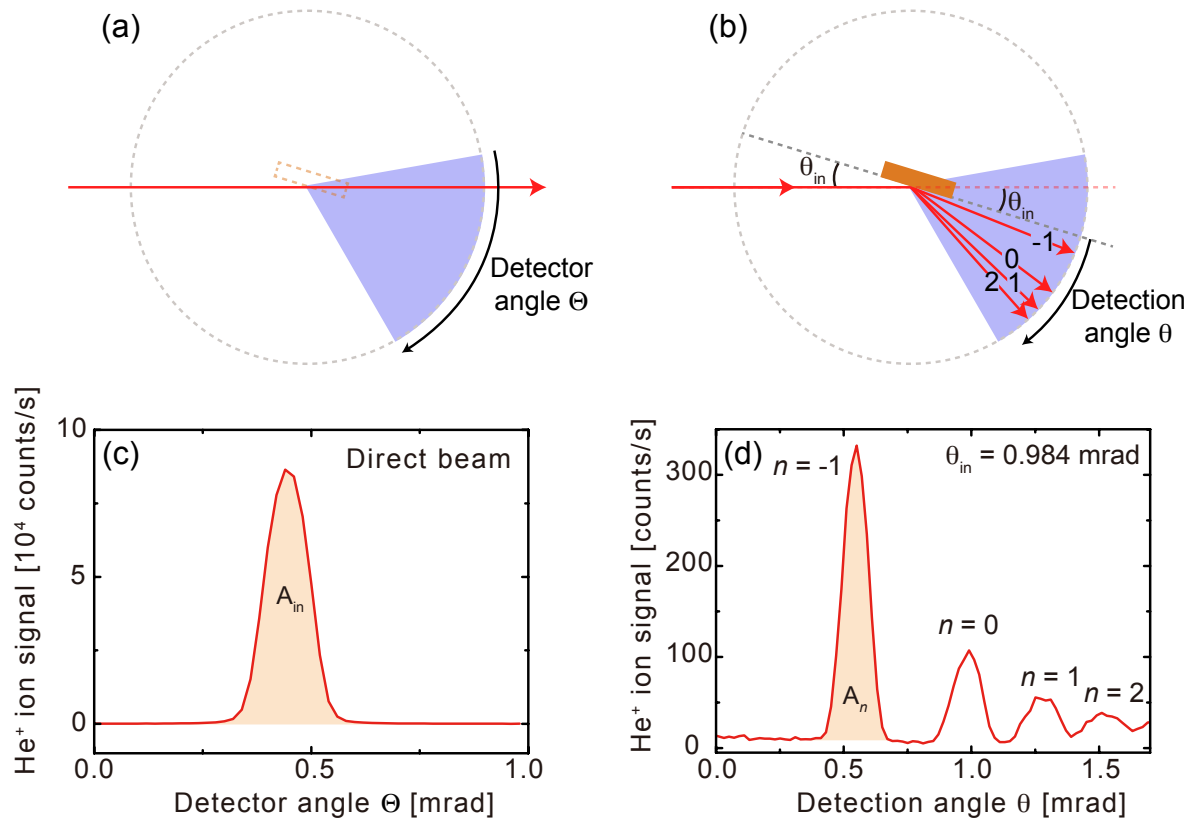 (a)
Detector
angle Θ
(b)
θin
θin
-1
0
1
2
Detection
angle θ
(c)
Direct beam
Ain
He+ ion signal [10^4 counts/s]
10
5
0
0.0
0.5
1.0
Detector angle Θ [mrad]
(d)
θin = 0.984 mrad
n = -1
n = 0
n = 1
n = 2
An
He+ ion signal [counts/s]
300
200
100
0
0.0
0.5
1.0
1.5
Detection angle θ [mrad]